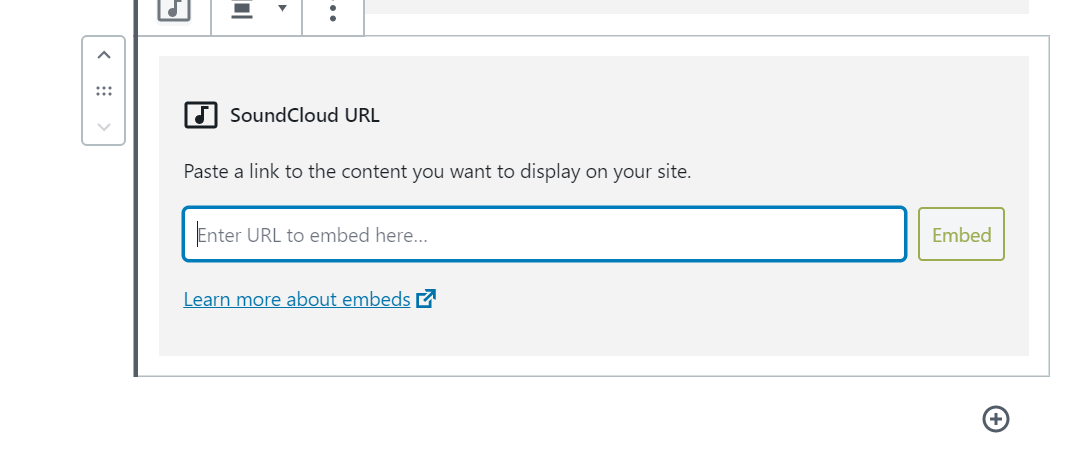 SoundCloud URL
Paste a link to the content you want to display on your site.
Enter URL to embed here…
Embed
Learn more about embeds